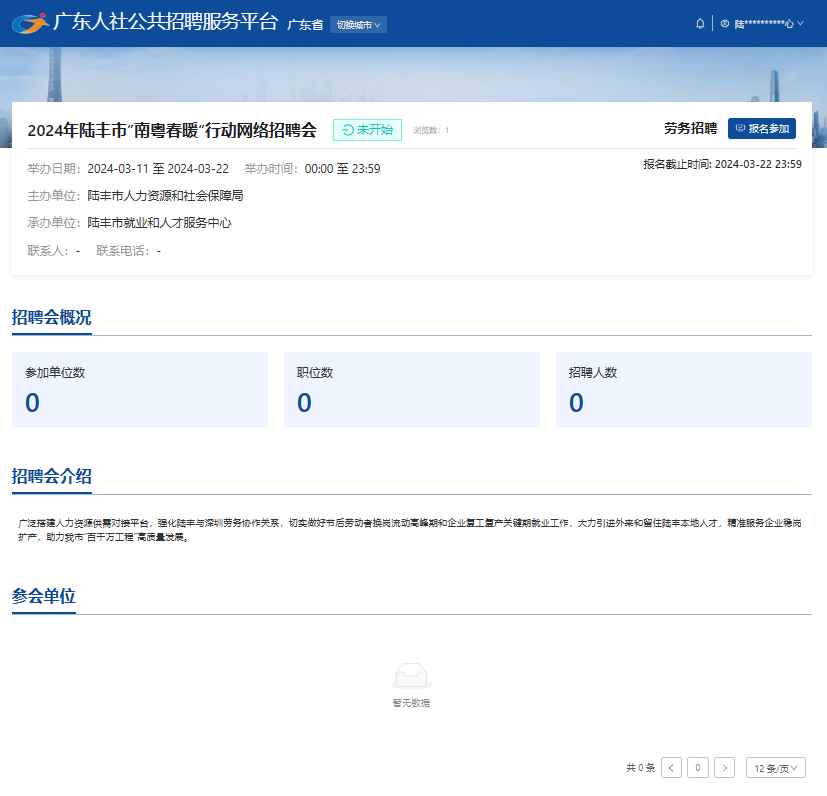 广东人社公共招聘服务平台 广东省 切换城市 陆**********心
2024年陆丰市"南粤春暖"行动网络招聘会 未开始 浏览数：1 劳务招聘 报名参加
举办日期：2024-03-11 至 2024-03-22 举办时间：00:00 至 23:59 报名截止时间: 2024-03-22 23:59
主办单位：陆丰市人力资源和社会保障局
承办单位：陆丰市就业和人才服务中心
联系人：- 联系电话：-
招聘会概况
参加单位数 职位数 招聘人数
0 0 0
招聘会介绍
广泛搭建人力资源供需对接平台，强化陆丰与深圳劳务协作关系，切实做好节后劳动者换岗流动高峰期和企业复工复产关键期就业工作，大力引进外来和留住陆丰本地人才，精准服务企业稳岗
扩产，助力我市"百千万工程"高质量发展。
参会单位
暂无数据
共 0 条 < 0 > 12 条/页